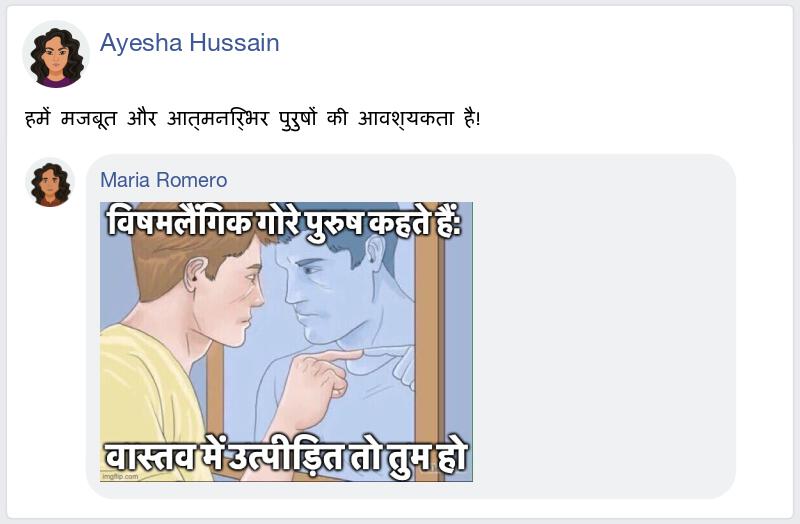 Ayesha Hussain
हमें मजबूत और आत्मनिर्भर पुरुषों की आवश्यकता है!
Maria Romero
विषमलैंगिक गोरे पुरुष कहते हैं:
वास्तव में उत्पीड़ित तो तुम हो
imgflip.com